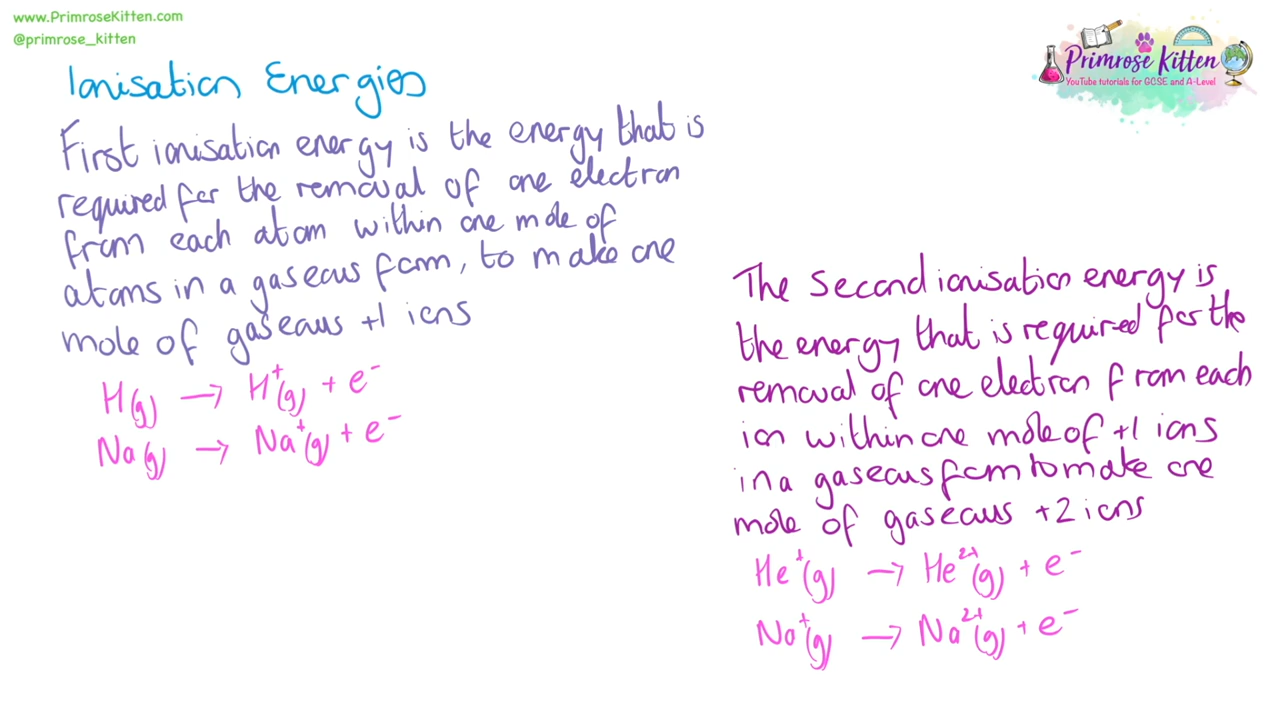 www.PrimroseKitten.com
@primrose_kitten
Primrose Kitten
YouTube tutorials for GCSE and A-Level
Ionisation Energies
First ionisation energy is the energy that is
required for the removal of one electron
from each atom within one mole of
atoms in a gaseous form, to make one
mole of gaseous +1 ions
H(g) → H⁺(g) + e⁻
Na(g) → Na⁺(g) + e⁻
The second ionisation energy is
the energy that is required for the
removal of one electron from each
ion within one mole of +1 ions
in a gaseous form to make one
mole of gaseous +2 ions
He⁺(g) → He²⁺(g) + e⁻
Na⁺(g) → Na²⁺(g) + e⁻